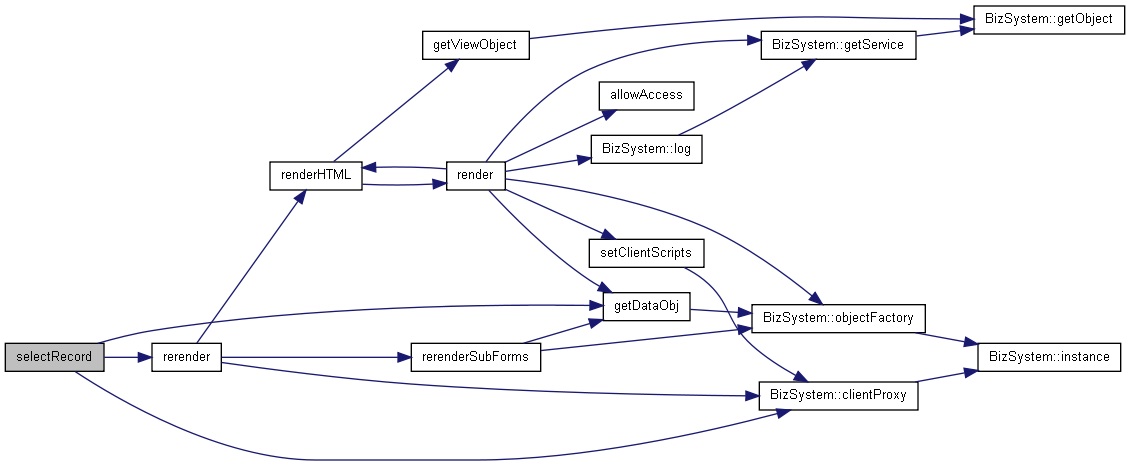 BizSystem::getObject
getViewObject
BizSystem::getService
allowAccess
BizSystem::log
renderHTML
render
setClientScripts
getDataObj
BizSystem::objectFactory
selectRecord
rerender
rerenderSubForms
BizSystem::instance
BizSystem::clientProxy